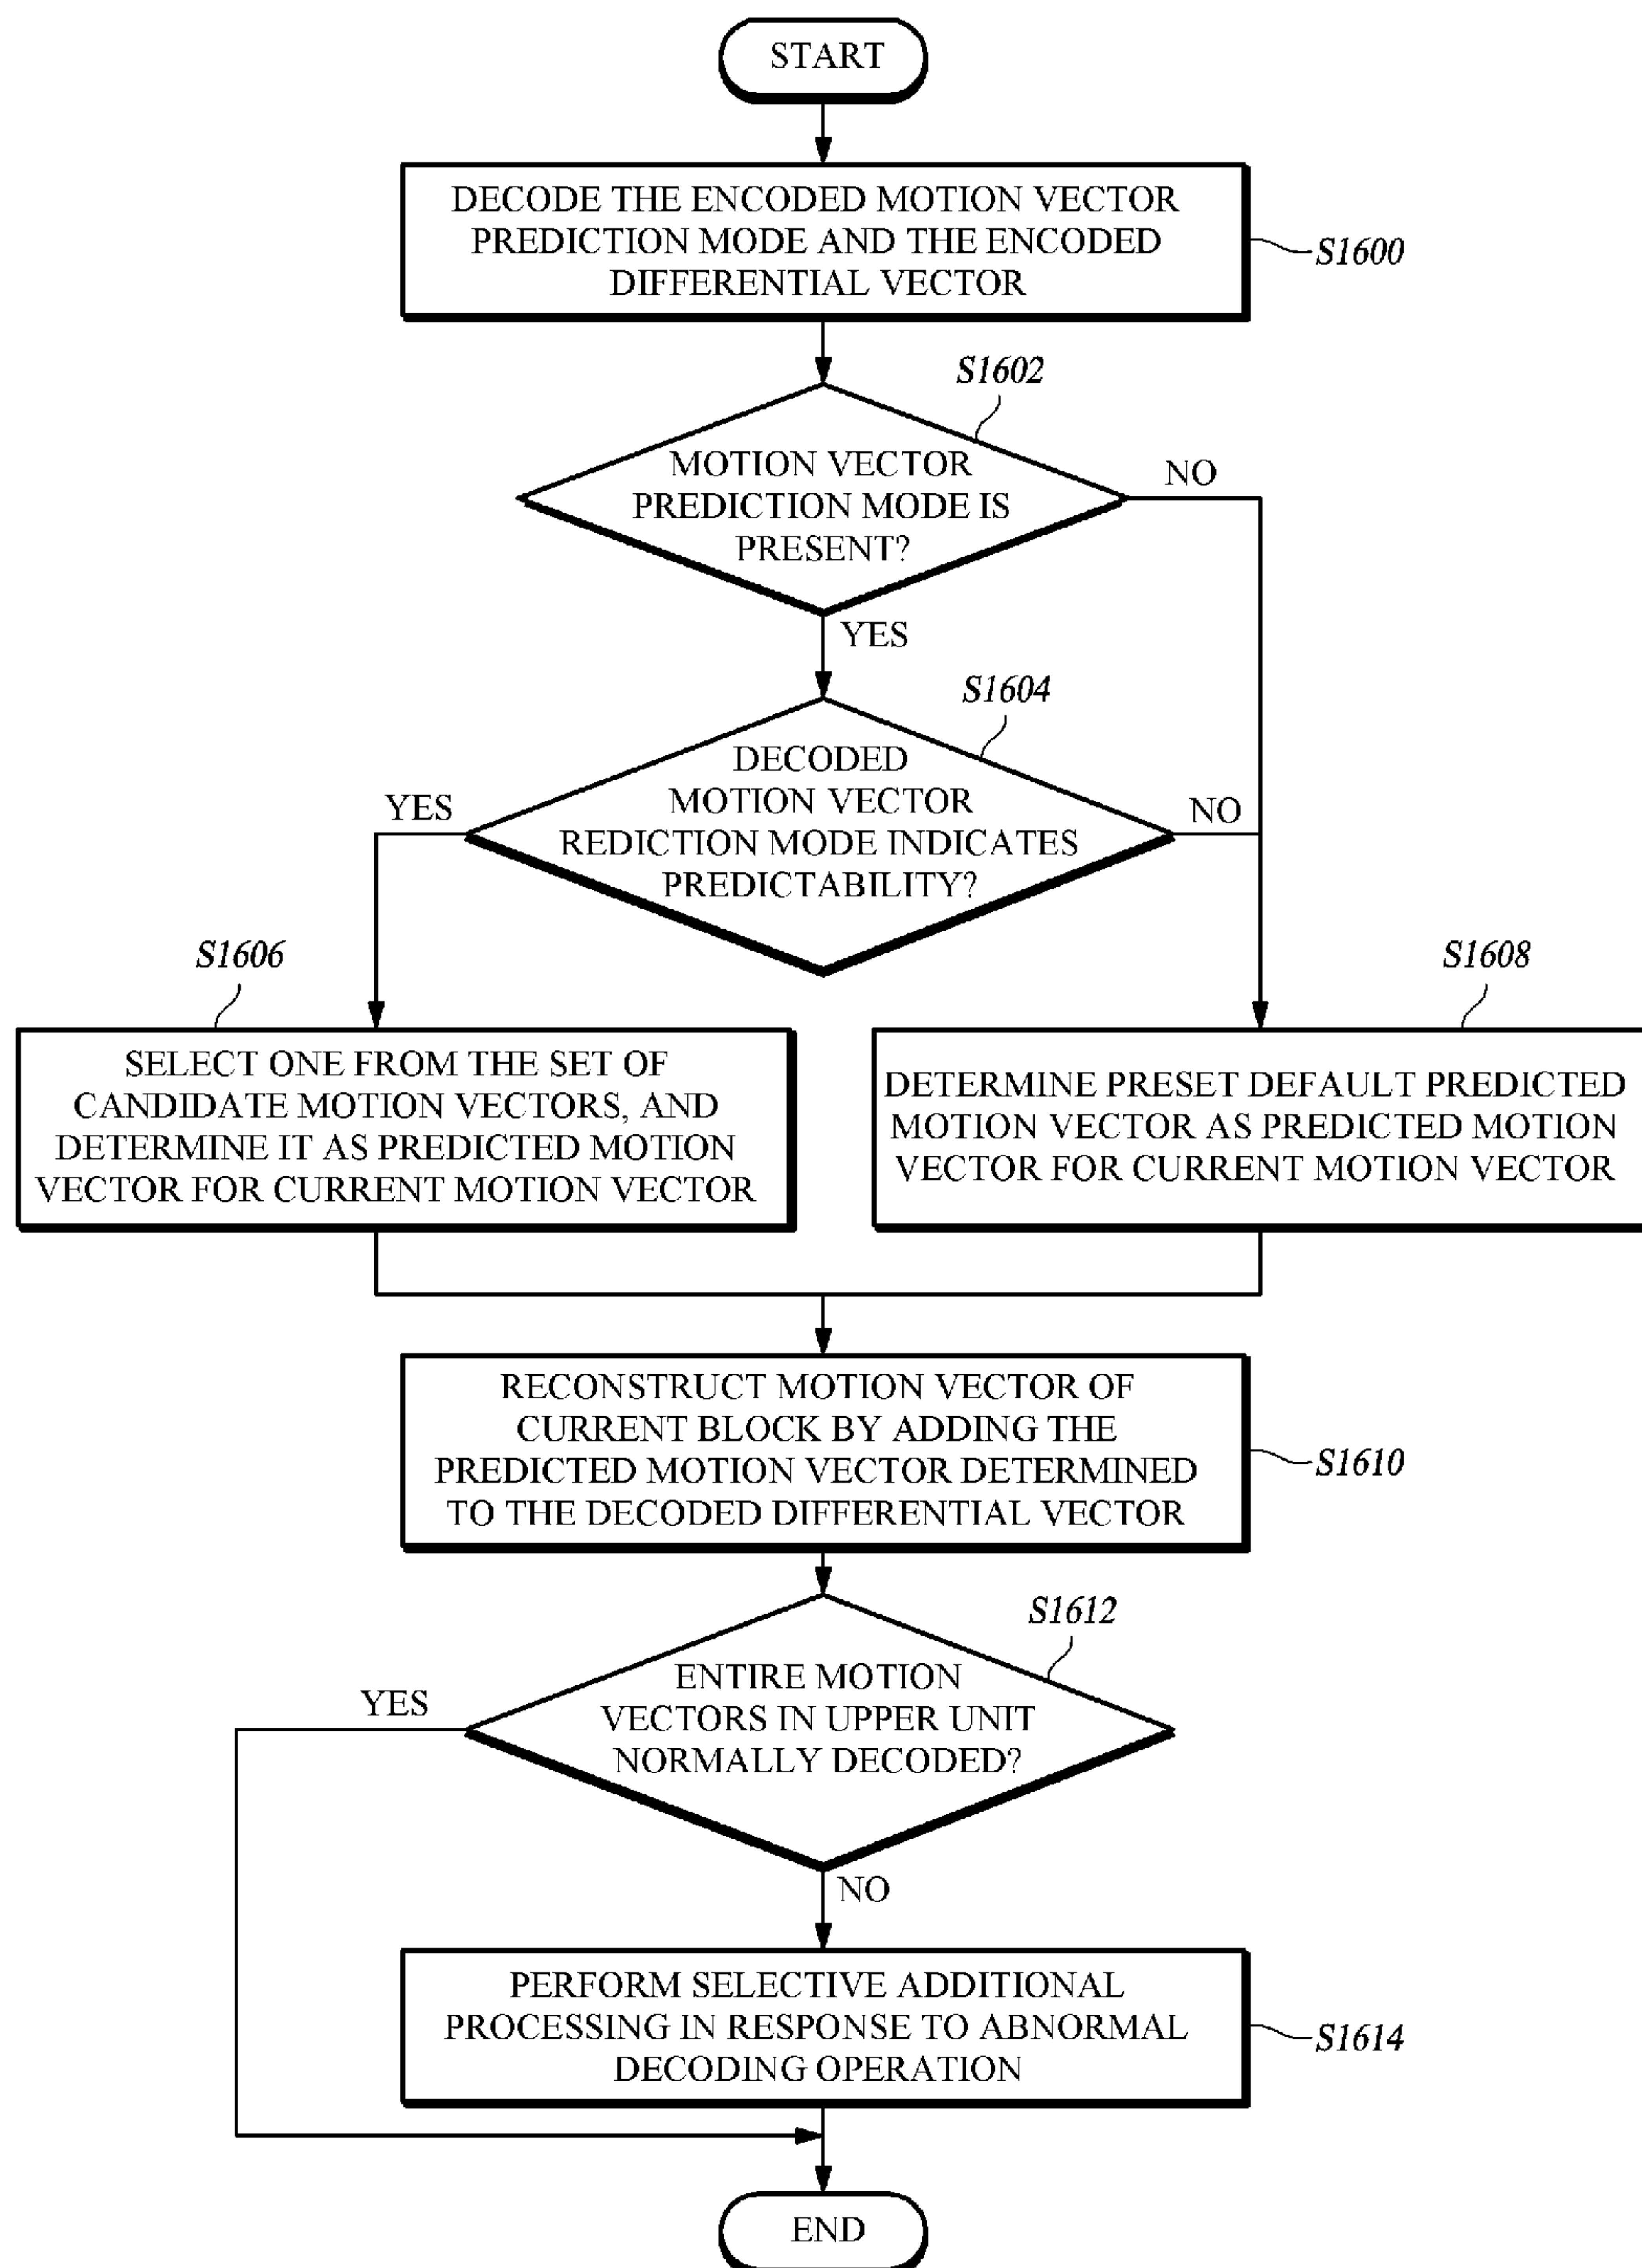 START
DECODE THE ENCODED MOTION VECTOR
PREDICTION MODE AND THE ENCODED
DIFFERENTIAL VECTOR
S1600
S1602
MOTION VECTOR
PREDICTION MODE IS
PRESENT?
NO
YES
S1604
DECODED
MOTION VECTOR
REDICTION MODE INDICATES
PREDICTABILITY?
YES
NO
S1606
S1608
SELECT ONE FROM THE SET OF
CANDIDATE MOTION VECTORS, AND
DETERMINE IT AS PREDICTED MOTION
VECTOR FOR CURRENT MOTION VECTOR
DETERMINE PRESET DEFAULT PREDICTED
MOTION VECTOR AS PREDICTED MOTION
VECTOR FOR CURRENT MOTION VECTOR
RECONSTRUCT MOTION VECTOR OF
CURRENT BLOCK BY ADDING THE
PREDICTED MOTION VECTOR DETERMINED
TO THE DECODED DIFFERENTIAL VECTOR
S1610
S1612
ENTIRE MOTION
VECTORS IN UPPER UNIT
NORMALLY DECODED?
YES
NO
PERFORM SELECTIVE ADDITIONAL
PROCESSING IN RESPONSE TO ABNORMAL
DECODING OPERATION
S1614
END